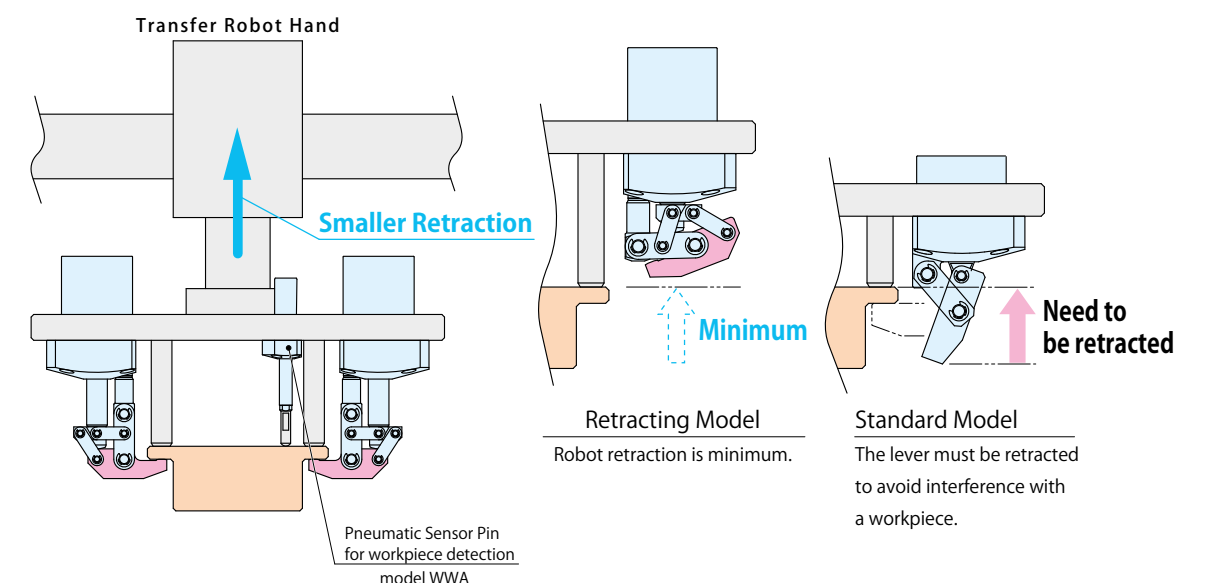 Transfer Robot Hand
Smaller Retraction
Pneumatic Sensor Pin
for workpiece detection
model WWA
Minimum
Retracting Model
Robot retraction is minimum.
Need to
be retracted
Standard Model
The lever must be retracted
to avoid interference with
a workpiece.